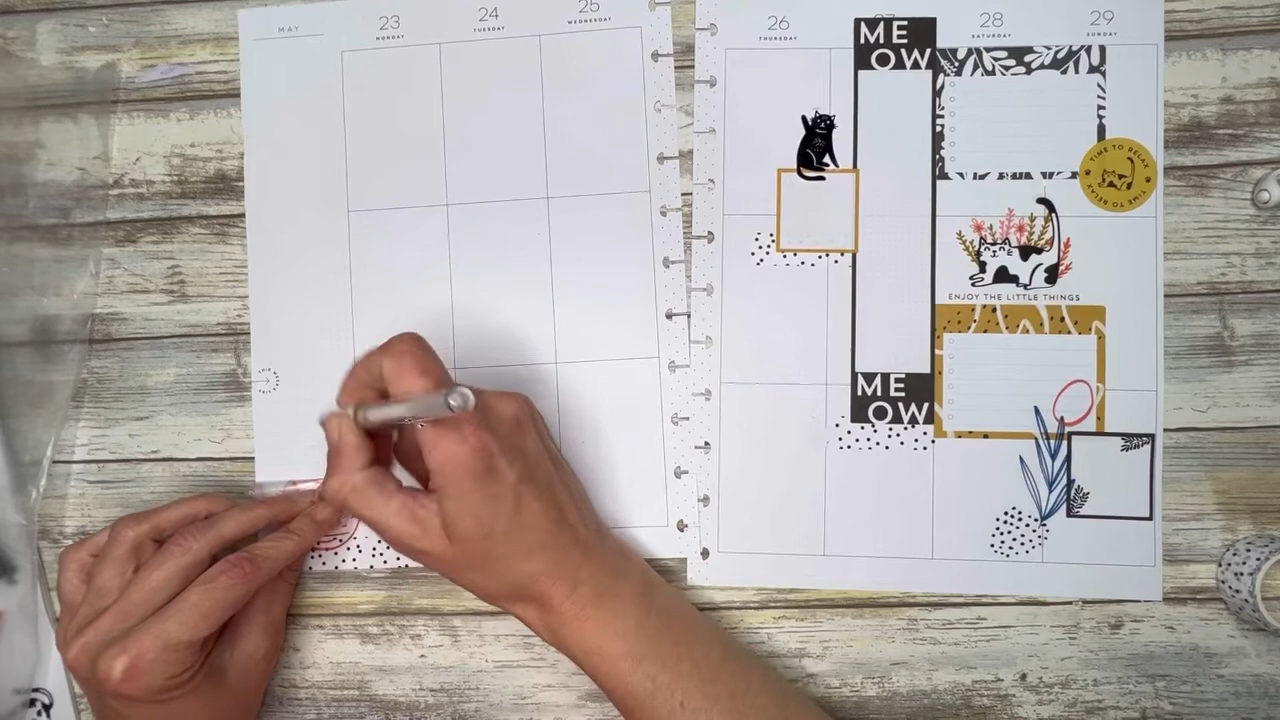 MAY
23
MONDAY
24
TUESDAY
25
WEDNESDAY
26
THURSDAY
28
SATURDAY
29
SUNDAY
ME
OW
TIME TO RELAX
TIME TO RELAX
ENJOY THE LITTLE THINGS
ME
OW